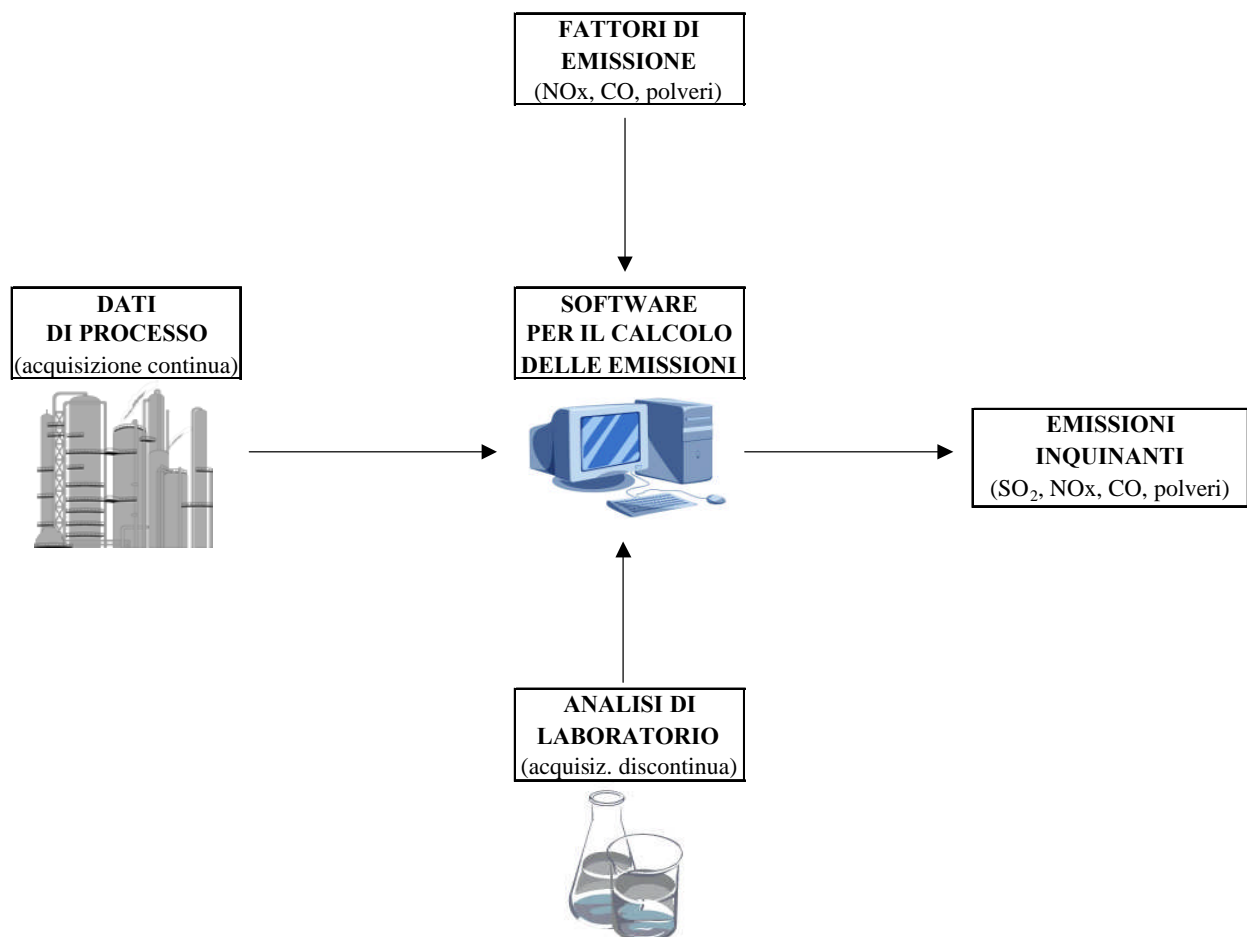 FATTORI DI
EMISSIONE
(NOx, CO, polveri)
DATI
DI PROCESSO
(acquisizione continua)
SOFTWARE
PER IL CALCOLO
DELLE EMISSIONI
EMISSIONI
INQUINANTI
(SO₂, NOx, CO, polveri)
ANALISI DI
LABORATORIO
(acquisiz. discontinua)